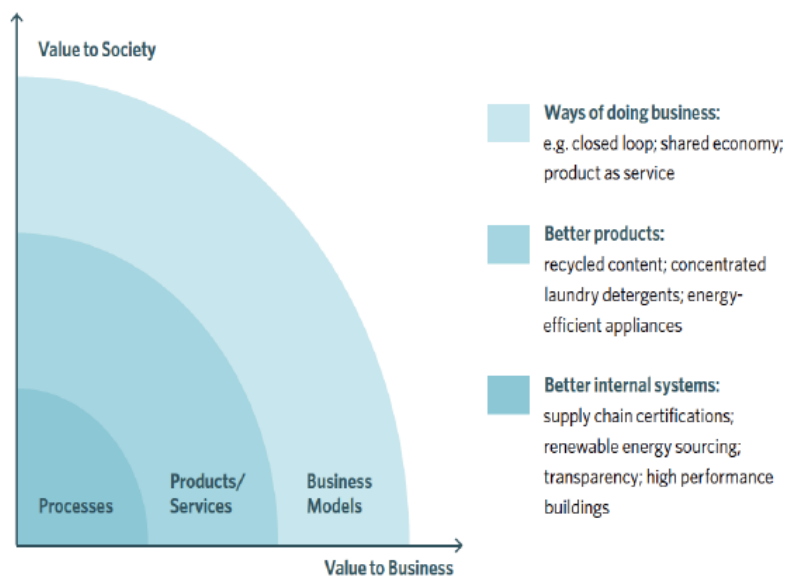 Value to Society
Ways of doing business:
e.g. closed loop; shared economy;
product as service
Better products:
recycled content; concentrated
laundry detergents; energy-
efficient appliances
Better internal systems:
supply chain certifications;
renewable energy sourcing;
transparency; high performance
buildings
Processes
Products/
Services
Business
Models
Value to Business